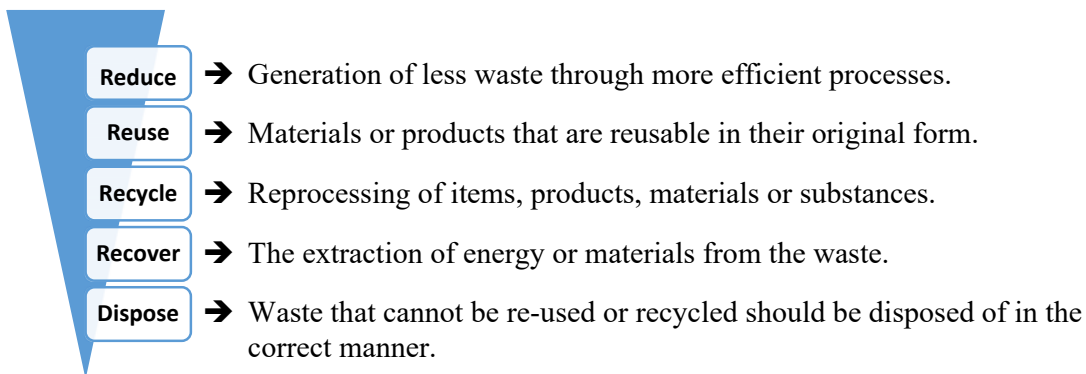 Reduce ➔ Generation of less waste through more efficient processes.
Reuse ➔ Materials or products that are reusable in their original form.
Recycle ➔ Reprocessing of items, products, materials or substances.
Recover ➔ The extraction of energy or materials from the waste.
Dispose ➔ Waste that cannot be re-used or recycled should be disposed of in the
correct manner.